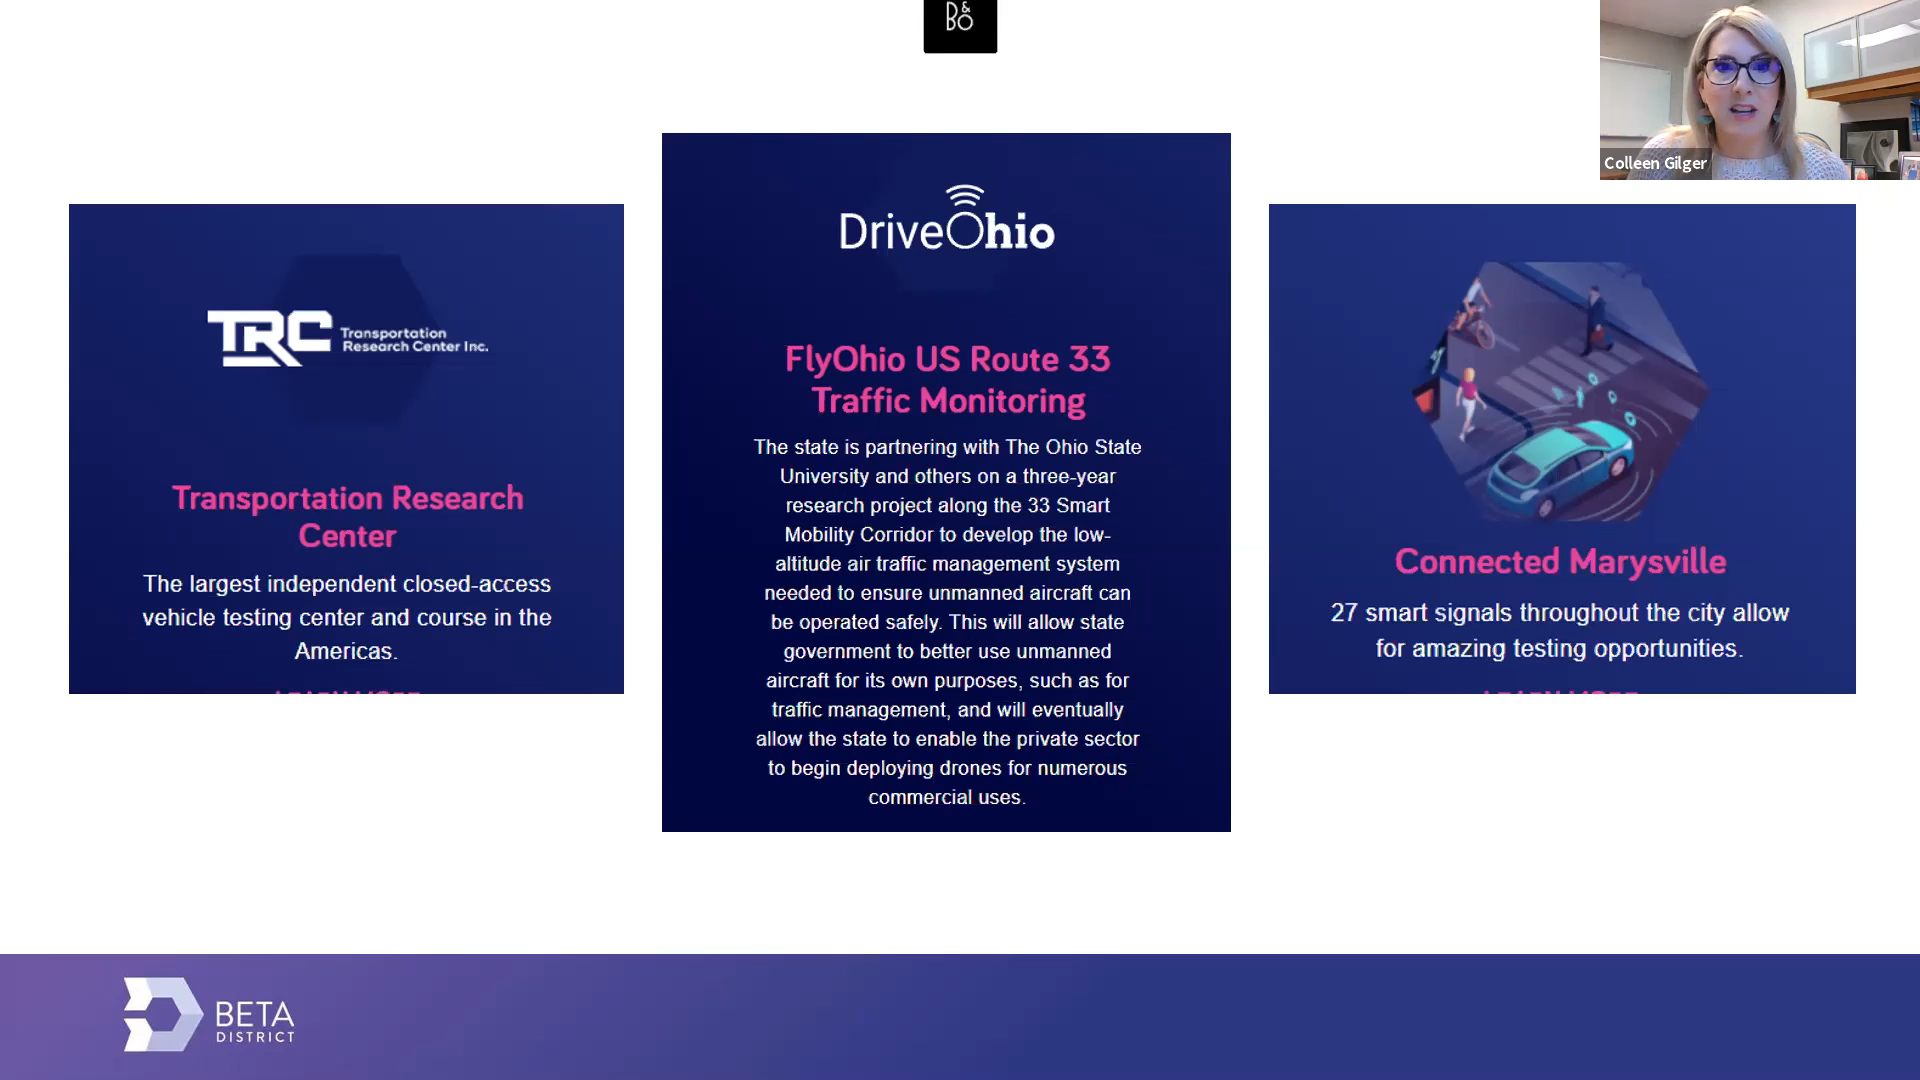 B&O
Colleen Gilger
TRC Transportation
Research Center Inc.
Transportation Research
Center
The largest independent closed-access
vehicle testing center and course in the
Americas.
DriveOhio
FlyOhio US Route 33
Traffic Monitoring
The state is partnering with The Ohio State
University and others on a three-year
research project along the 33 Smart
Mobility Corridor to develop the low-
altitude air traffic management system
needed to ensure unmanned aircraft can
be operated safely. This will allow state
government to better use unmanned
aircraft for its own purposes, such as for
traffic management, and will eventually
allow the state to enable the private sector
to begin deploying drones for numerous
commercial uses.
Connected Marysville
27 smart signals throughout the city allow
for amazing testing opportunities.
BETA
DISTRICT